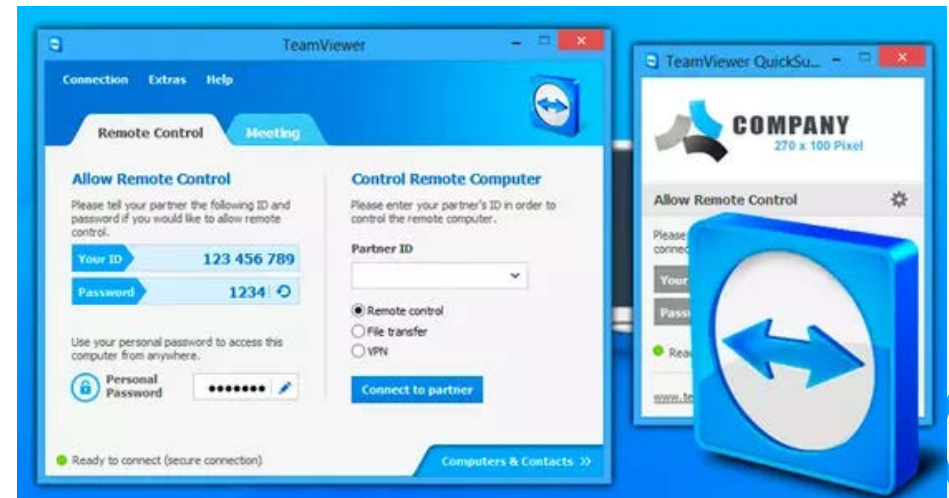 TeamViewer
Connection Extras Help
Remote Control Meeting
Allow Remote Control
Please tell your partner the following ID and
password if you would like to allow remote
control.
Your ID 123 456 789
Password 1234
Use your personal password to access this
computer from anywhere.
Personal
Password
Ready to connect (secure connection)
Control Remote Computer
Please enter your partner's ID in order to
control the remote computer.
Partner ID
Remote control
File transfer
VPN
Connect to partner
Computers & Contacts >>
TeamViewer QuickSu...
COMPANY
270 x 100 Pixel
Allow Remote Control
Please
Your